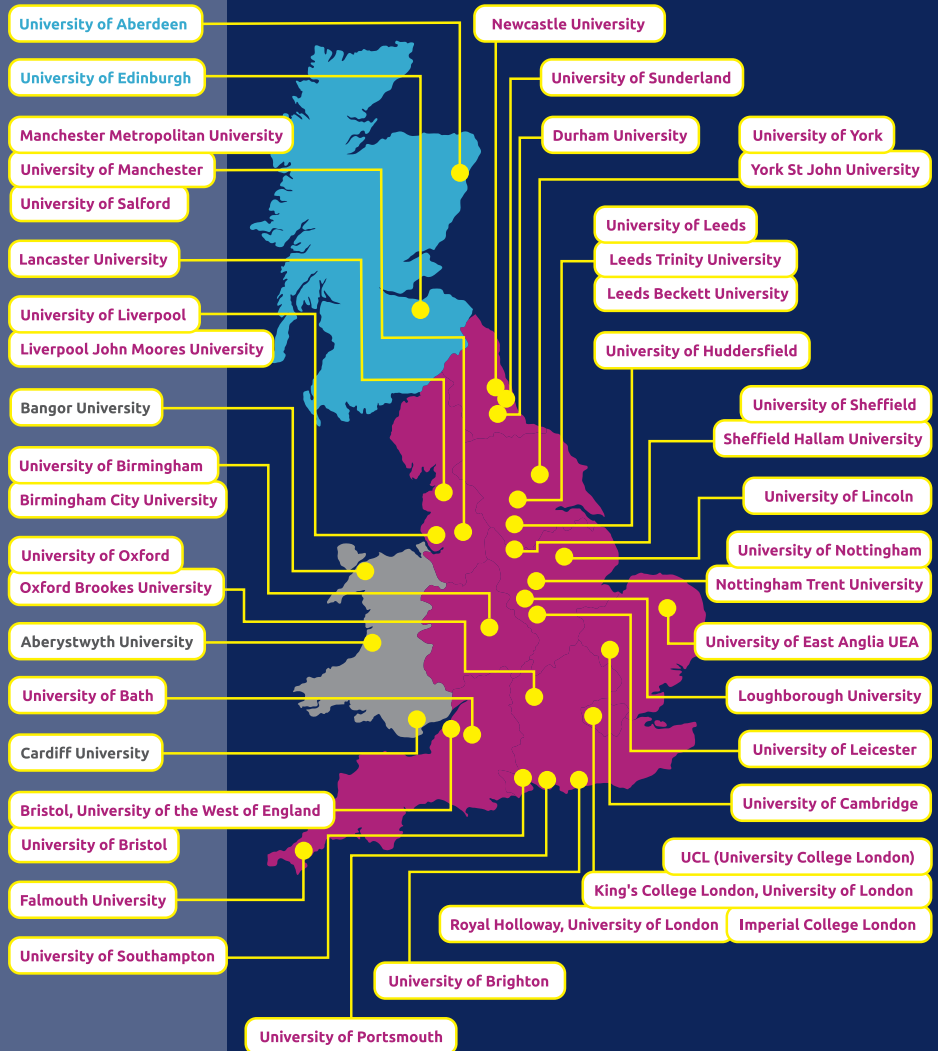 University of Aberdeen
Newcastle University
University of Edinburgh
University of Sunderland
Manchester Metropolitan University
Durham University
University of York
University of Manchester
York St John University
University of Salford
University of Leeds
Lancaster University
Leeds Trinity University
Leeds Beckett University
University of Liverpool
Liverpool John Moores University
University of Huddersfield
Bangor University
University of Sheffield
Sheffield Hallam University
University of Birmingham
Birmingham City University
University of Lincoln
University of Oxford
University of Nottingham
Oxford Brookes University
Nottingham Trent University
Aberystwyth University
University of East Anglia UEA
University of Bath
Loughborough University
Cardiff University
University of Leicester
Bristol, University of the West of England
University of Cambridge
University of Bristol
UCL (University College London)
Falmouth University
King's College London, University of London
Royal Holloway, University of London
Imperial College London
University of Southampton
University of Brighton
University of Portsmouth